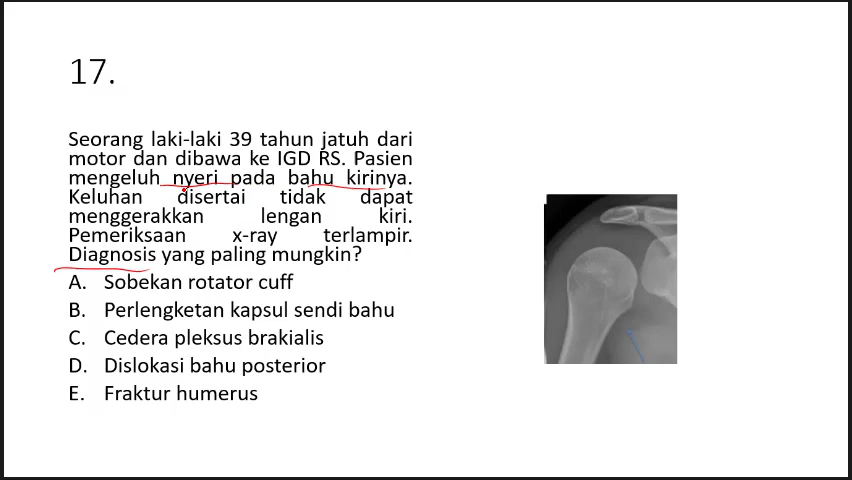 17.
Seorang laki-laki 39 tahun jatuh dari
motor dan dibawa ke IGD RS. Pasien
mengeluh nyeri pada bahu kirinya.
Keluhan disertai tidak dapat
menggerakkan lengan kiri.
Pemeriksaan x-ray terlampir.
Diagnosis yang paling mungkin?
A. Sobekan rotator cuff
B. Perlengketan kapsul sendi bahu
C. Cedera pleksus brakialis
D. Dislokasi bahu posterior
E. Fraktur humerus